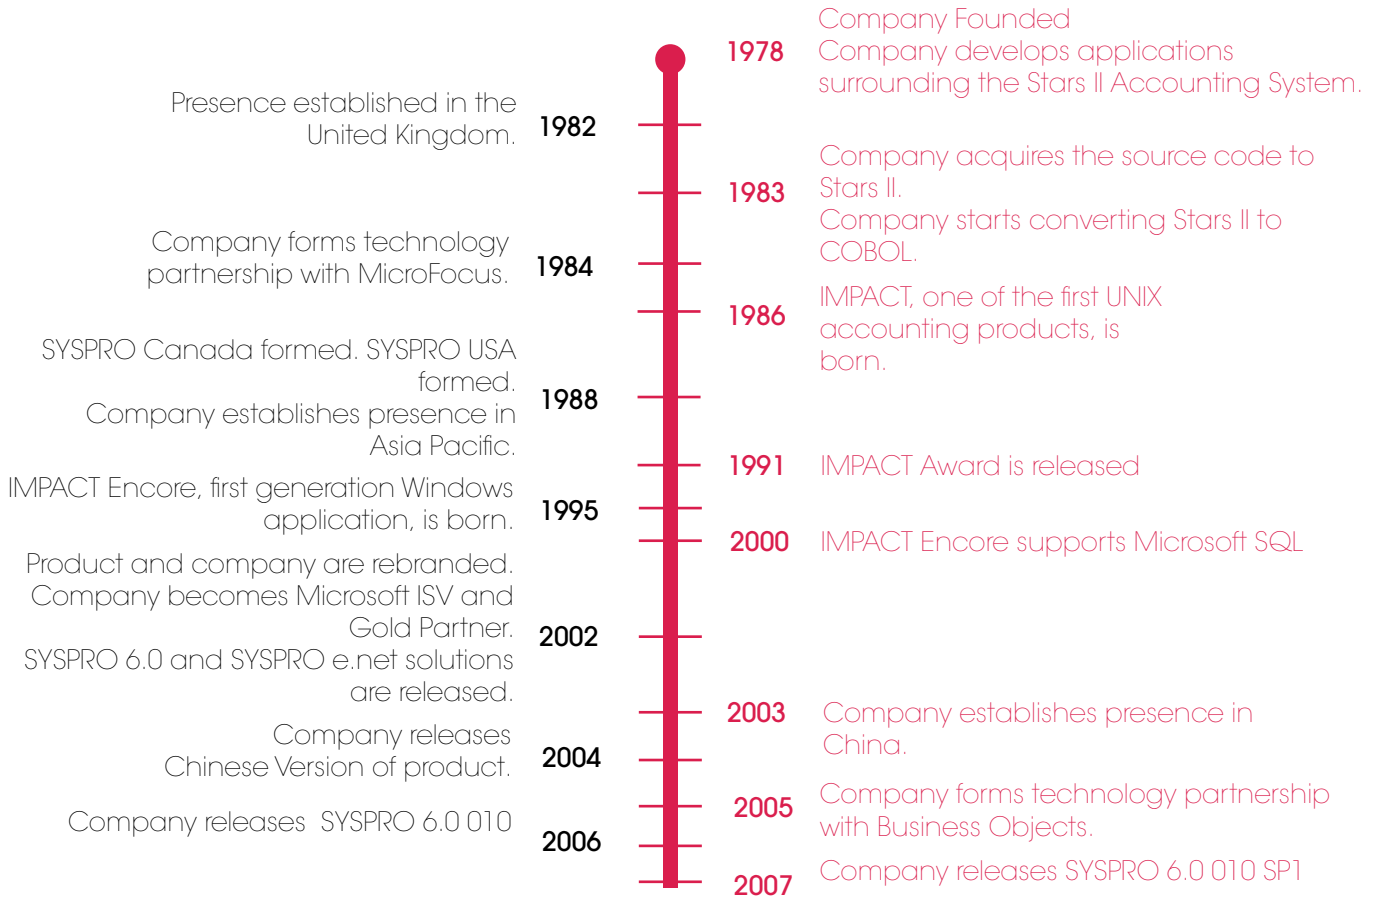 1978
Company Founded
Company develops applications
surrounding the Stars II Accounting System.
Presence established in the
United Kingdom.
1982
1983
Company acquires the source code to
Stars II.
Company starts converting Stars II to
COBOL.
Company forms technology
partnership with MicroFocus.
1984
1986
IMPACT, one of the first UNIX
accounting products, is
born.
SYSPRO Canada formed. SYSPRO USA
formed.
Company establishes presence in
Asia Pacific.
1988
1991
IMPACT Award is released
IMPACT Encore, first generation Windows
application, is born.
1995
2000
IMPACT Encore supports Microsoft SQL
Product and company are rebranded.
Company becomes Microsoft ISV and
Gold Partner.
SYSPRO 6.0 and SYSPRO e.net solutions
are released.
2002
2003
Company establishes presence in
China.
Company releases
Chinese Version of product.
2004
2005
Company forms technology partnership
with Business Objects.
Company releases  SYSPRO 6.0 010
2006
2007
Company releases SYSPRO 6.0 010 SP1